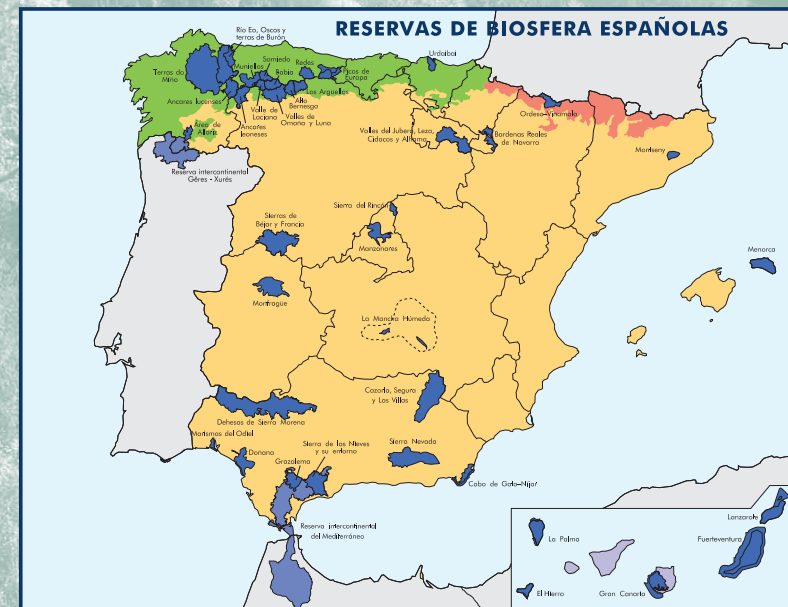 RESERVAS DE BIOSFERA ESPAÑOLAS
Río Eo, Oscos y
terras de Burón
Urdaibai
Somiedo
Redes
Muniellos
Babia
Picos de
Europa
Terras do
Miño
Los Argüellos
Ancares lucenses
Alto
Bernesga
Valle de
Laciana
Valles de
Omaña y Luna
Ancares
leoneses
Área de
Allariz
Ordesa-Viñamala
Valles del Jubera, Leza,
Cidacos y Alhama
Bardenas Reales
de Navarra
Montseny
Reserva intercontinental
Gêres - Xurés
Sierra del Rincón
Sierras de
Béjar y Francia
Manzanares
Menorca
Monfragüe
La Mancha Húmeda
Cazorla, Segura
y Las Villas
Dehesas de Sierra Morena
Marismas del Odiel
Sierra de las Nieves
y su entorno
Sierra Nevada
Doñana
Grazalema
Cabo de Gata-Níjar
Reserva intercontinental
del Mediterráneo
Lanzarote
La Palma
Fuerteventura
El Hierro
Gran Canaria